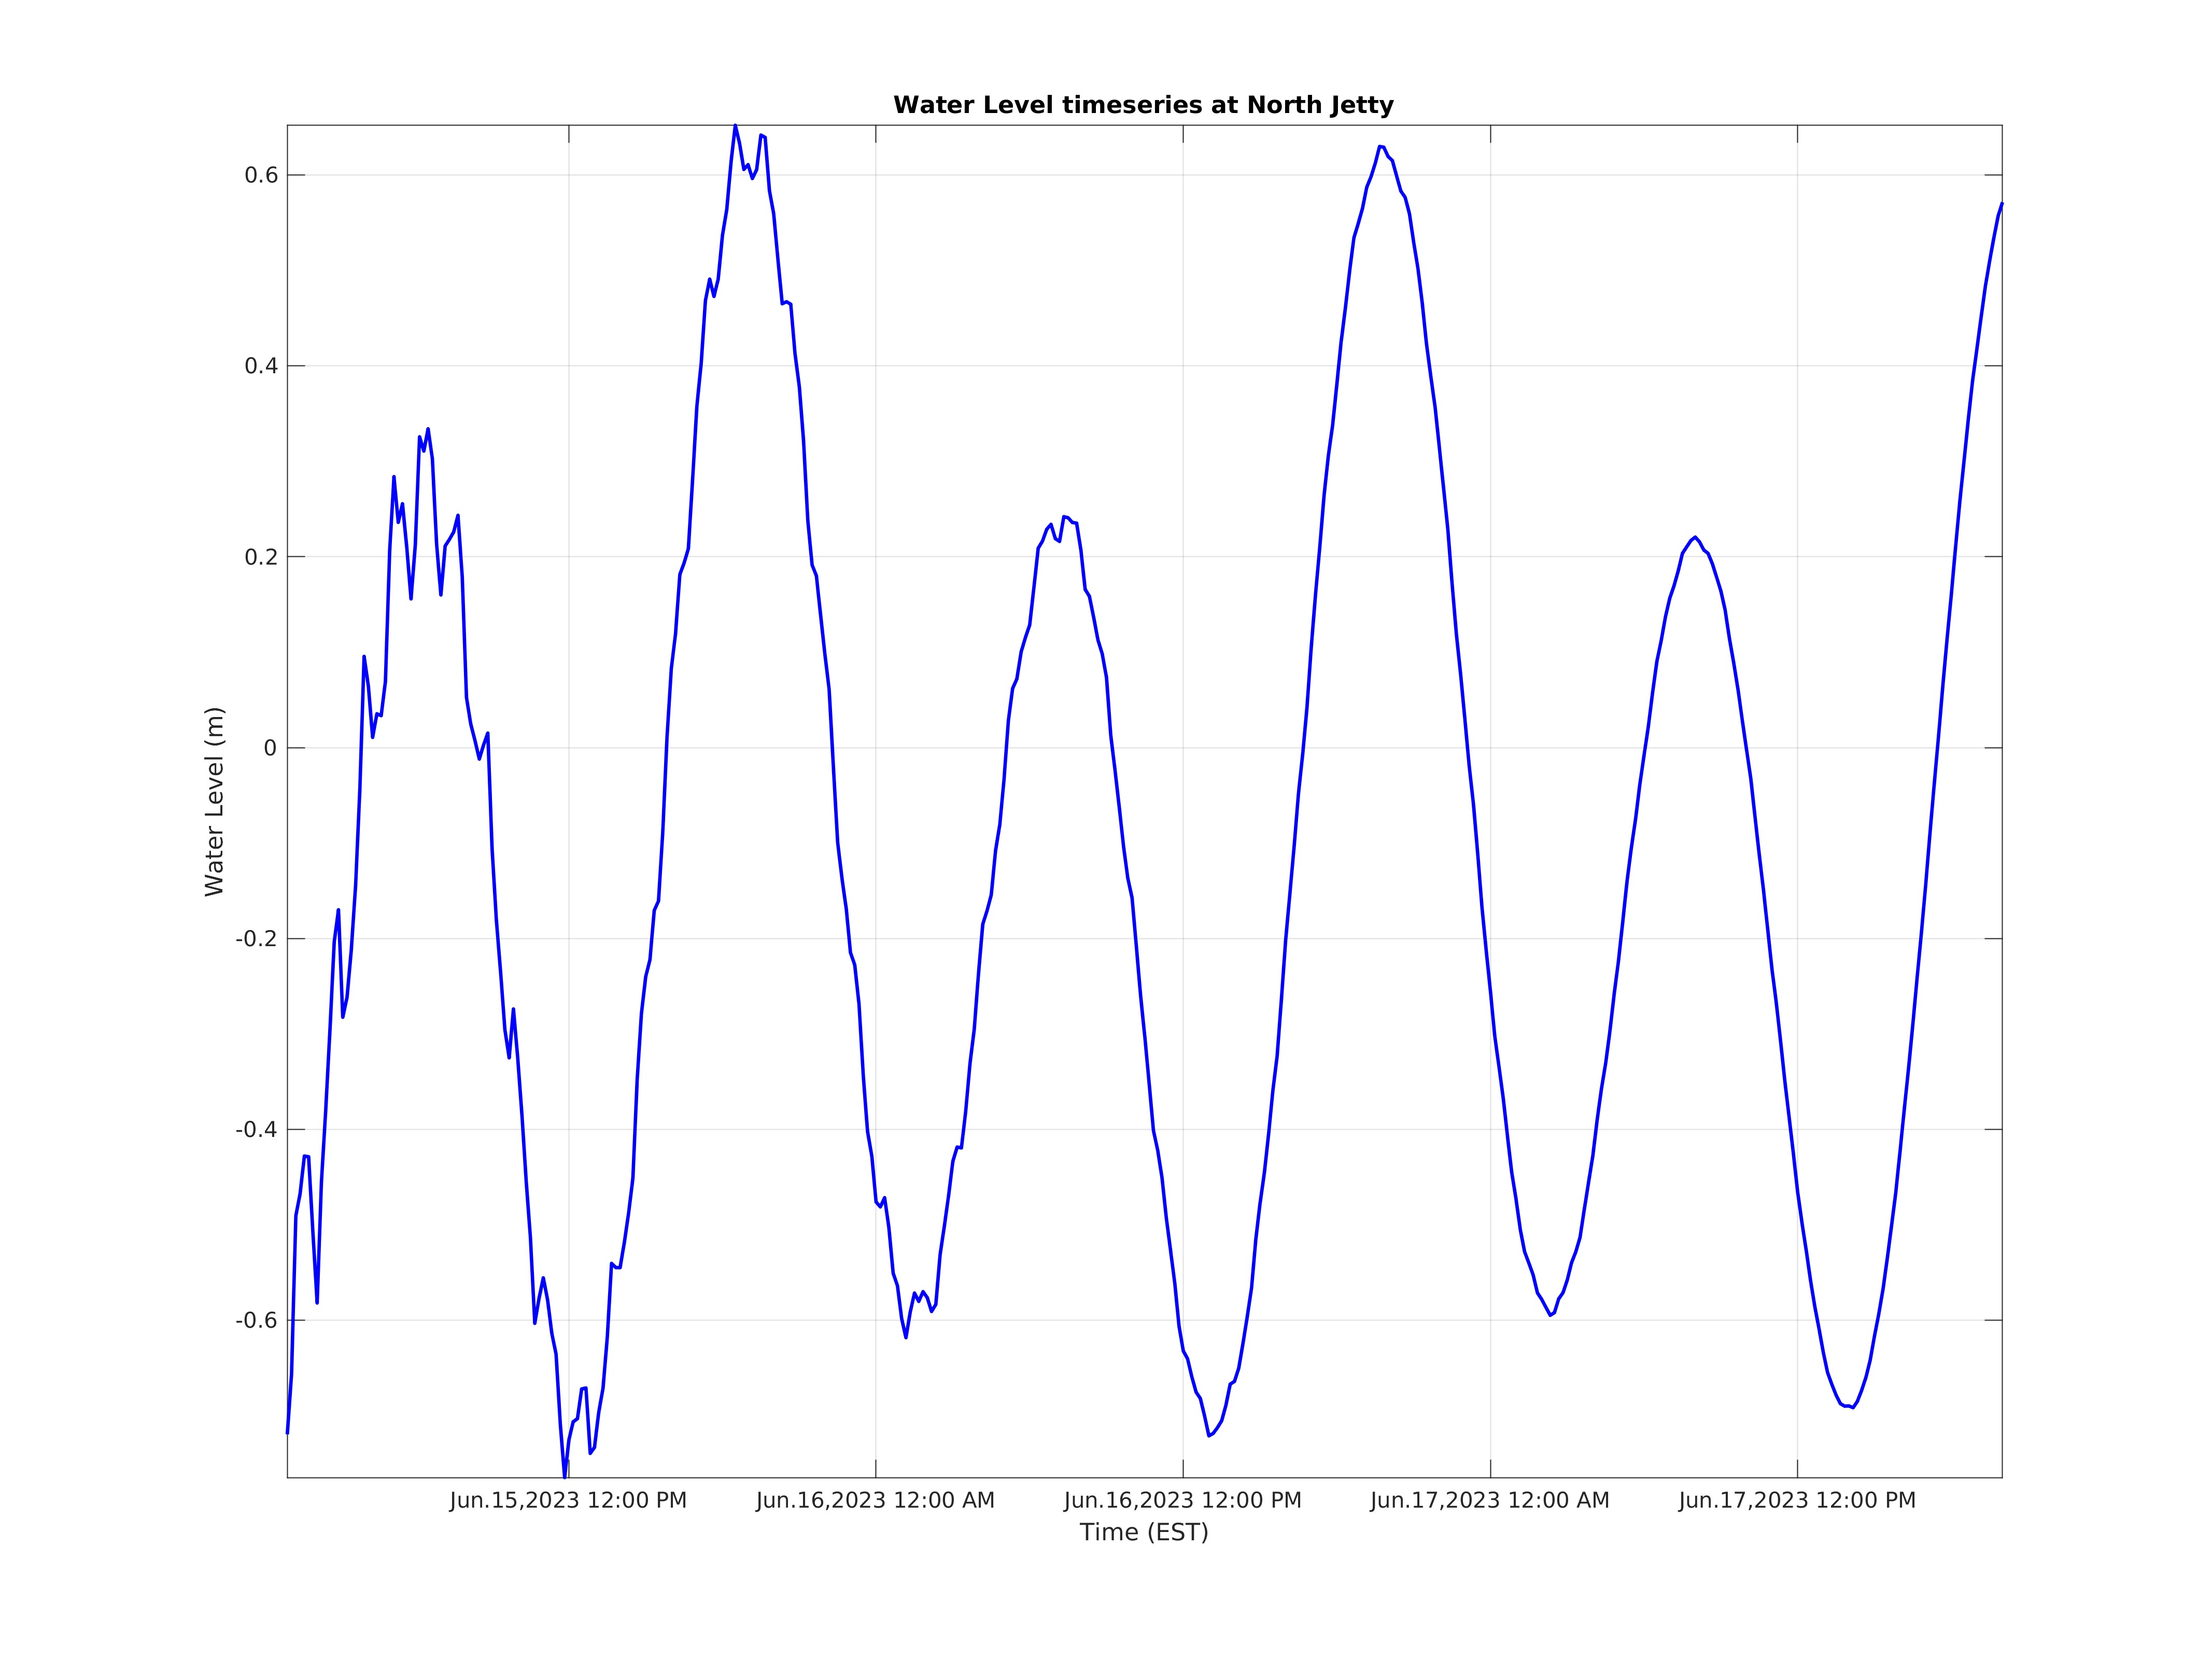 Water Level timeseries at North Jetty
0.6
0.4
0.2
0
-0.2
-0.4
-0.6
Water Level (m)
Jun.15,2023 12:00 PM
Jun.16,2023 12:00 AM
Jun.16,2023 12:00 PM
Jun.17,2023 12:00 AM
Jun.17,2023 12:00 PM
Time (EST)